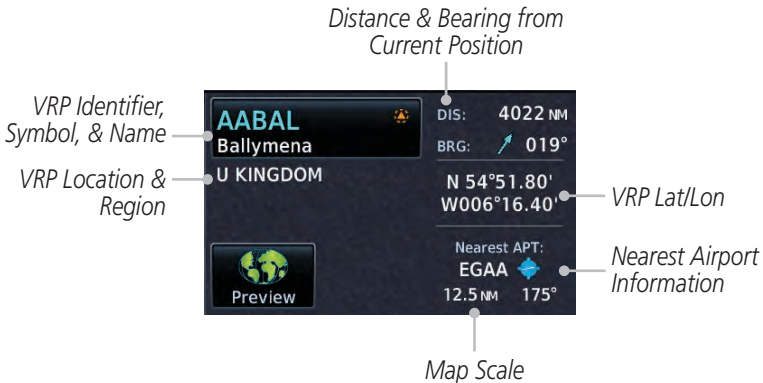 Distance & Bearing from
Current Position
VRP Identifier,
Symbol, & Name
VRP Location &
Region
AABAL
Ballymena
U KINGDOM
Preview
DIS: 4022 NM
BRG: 019°
N 54°51.80'
W006°16.40'
Nearest APT:
EGAA
12.5 NM 175°
VRP Lat/Lon
Nearest Airport
Information
Map Scale